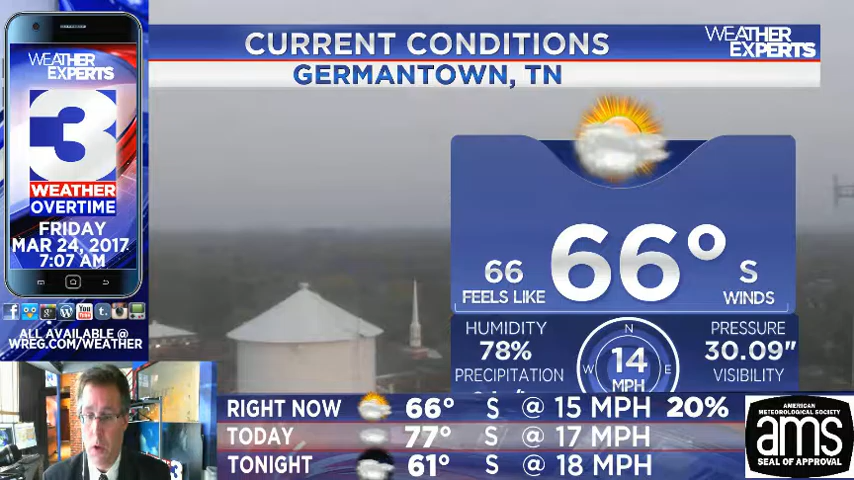 WEATHER
EXPERTS
3
WEATHER
OVERTIME
FRIDAY
MAR 24, 2017
7:07 AM
ALL AVAILABLE @
WREG.COM/WEATHER
CURRENT CONDITIONS
GERMANTOWN, TN
WEATHER
EXPERTS
66
FEELS LIKE
66°
S
WINDS
HUMIDITY
78%
PRECIPITATION
N
W
E
14
MPH
PRESSURE
30.09"
VISIBILITY
RIGHT NOW 66° S @ 15 MPH 20%
TODAY 77° S @ 17 MPH
TONIGHT 61° S @ 18 MPH
AMERICAN
METEOROLOGICAL SOCIETY
ams
SEAL OF APPROVAL
3